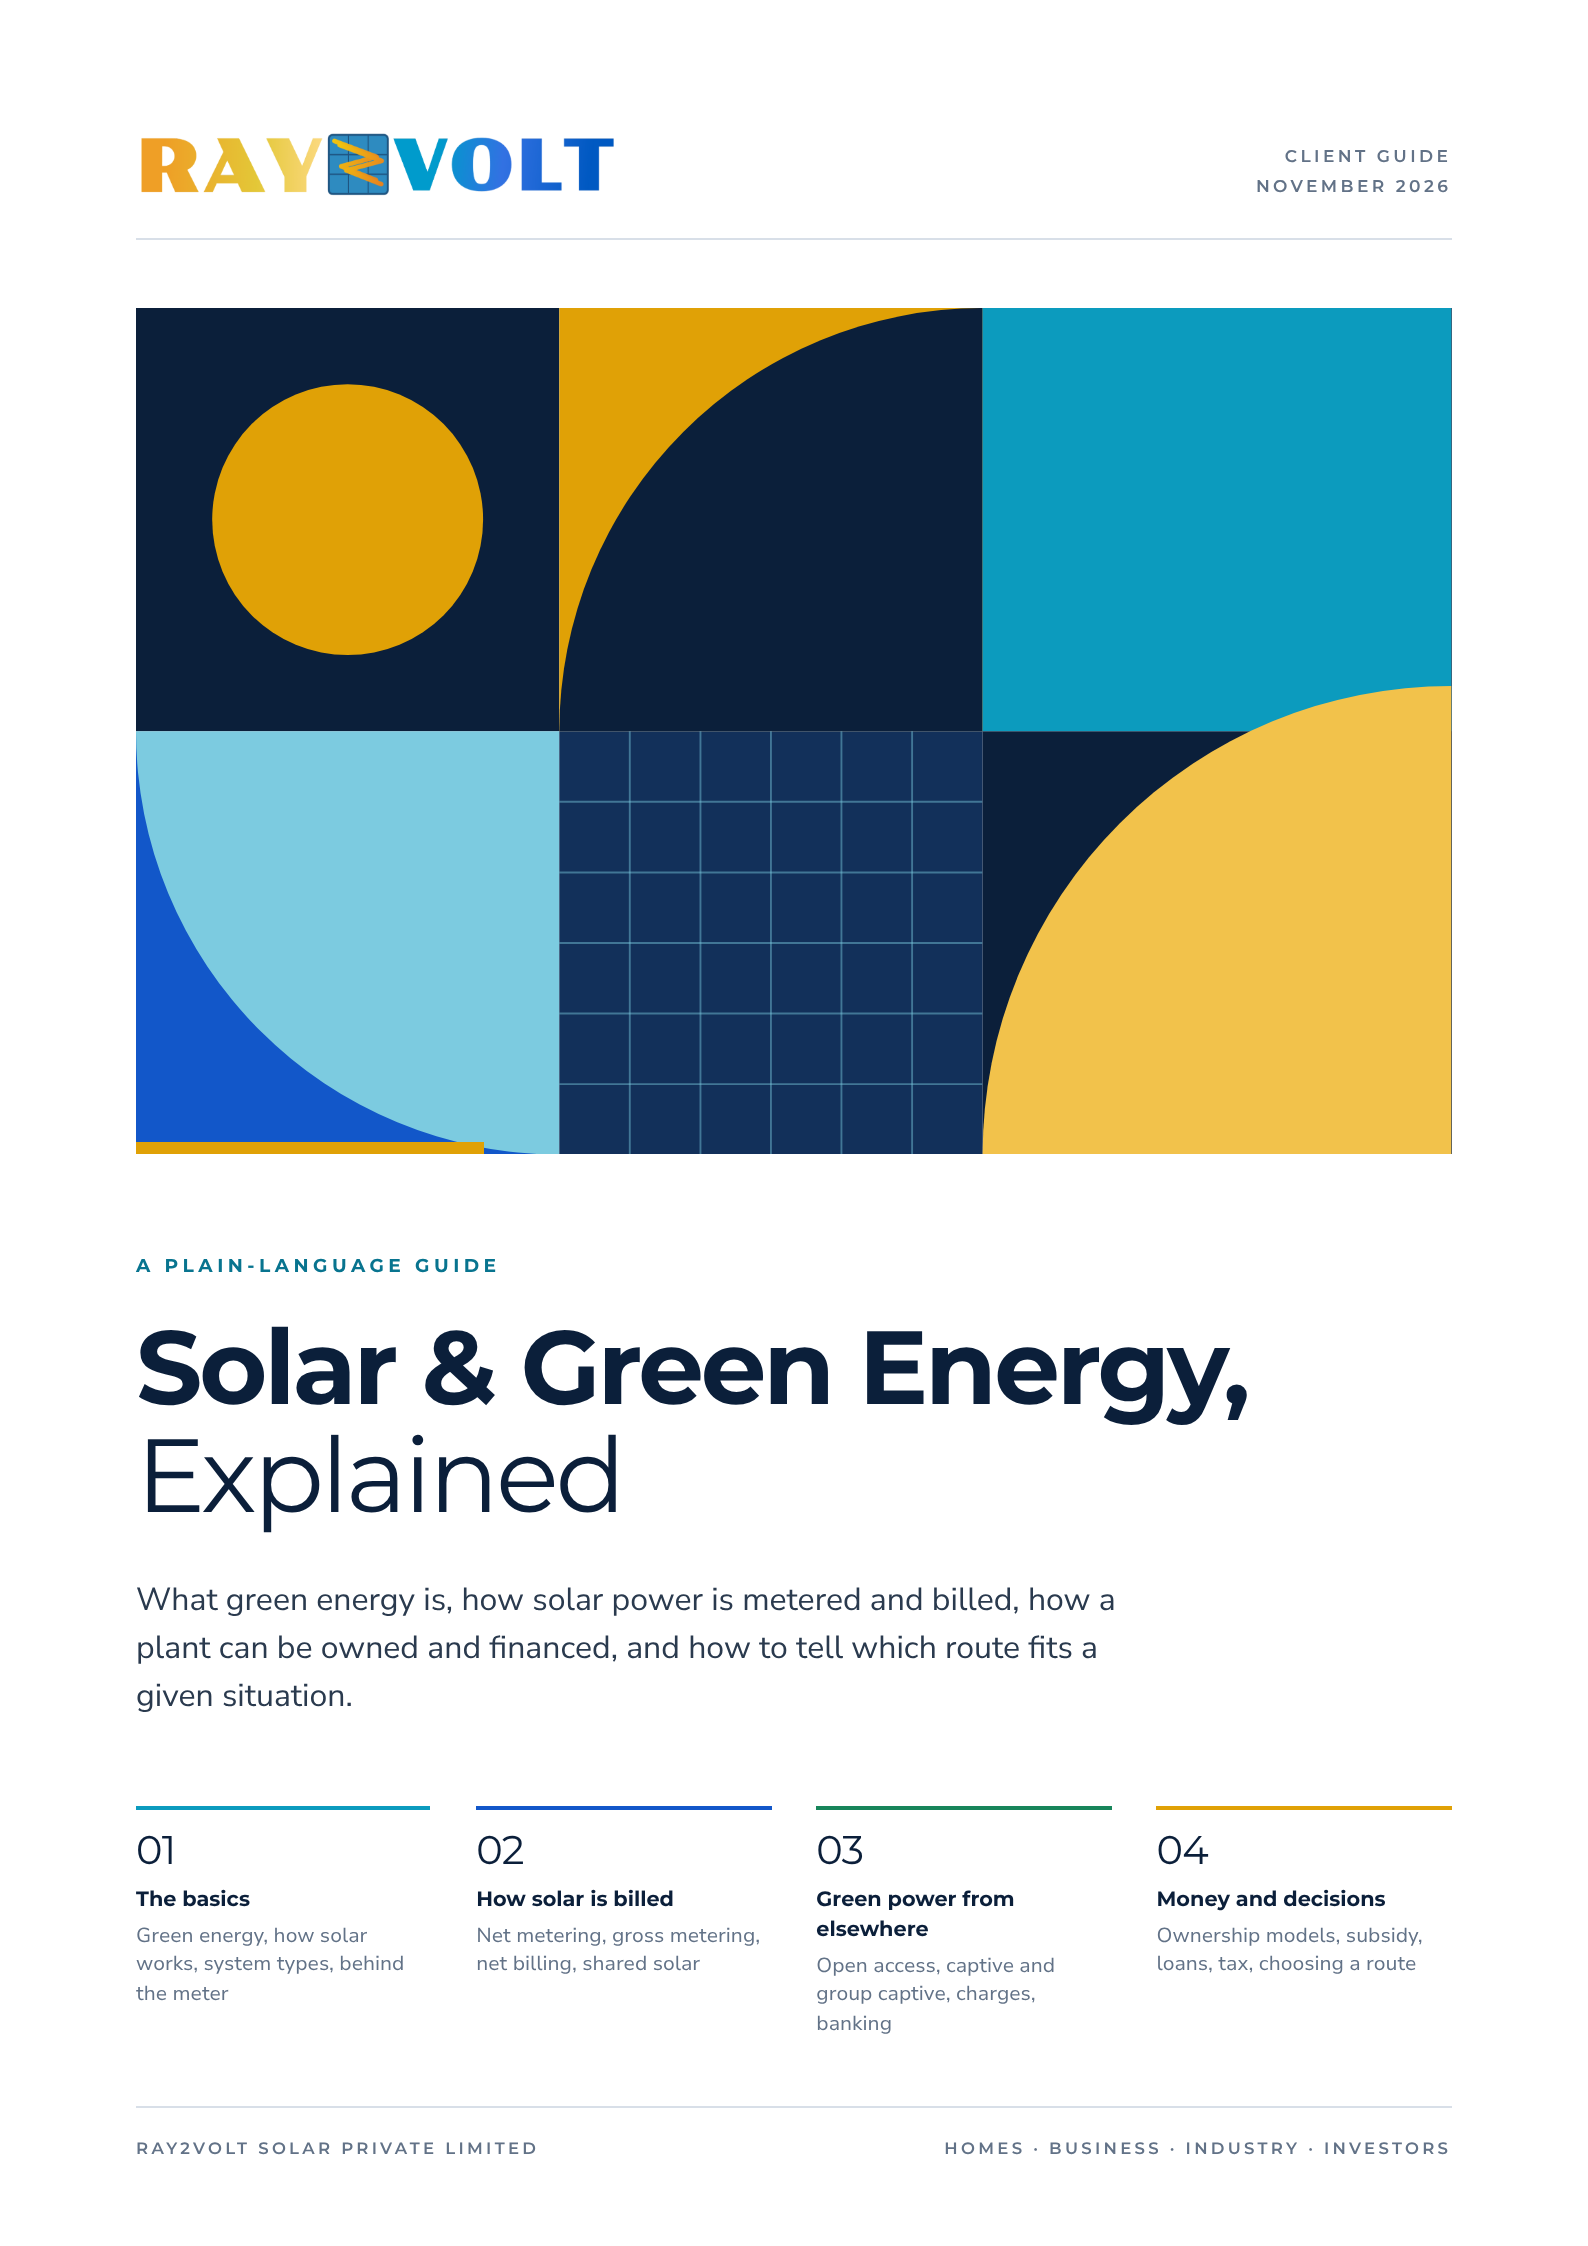 RAY2VOLT
CLIENT GUIDE
NOVEMBER 2026
A PLAIN-LANGUAGE GUIDE
Solar & Green Energy,
Explained
What green energy is, how solar power is metered and billed, how a
plant can be owned and financed, and how to tell which route fits a
given situation.
01
The basics
Green energy, how solar
works, system types, behind
the meter
02
How solar is billed
Net metering, gross metering,
net billing, shared solar
03
Green power from
elsewhere
Open access, captive and
group captive, charges,
banking
04
Money and decisions
Ownership models, subsidy,
loans, tax, choosing a route
RAY2VOLT SOLAR PRIVATE LIMITED
HOMES · BUSINESS · INDUSTRY · INVESTORS